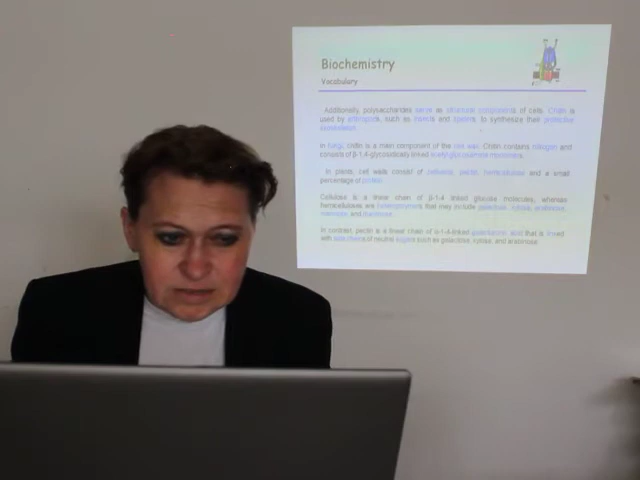 Biochemistry
Vocabulary
Additionally, polysaccharides serve as structural components of cells. Chitin is
used by arthropods, such as insects and spiders, to synthesize their protective
exoskeleton.
In fungi, chitin is a main component of the cell wall. Chitin contains nitrogen and
consists of β-1,4-glycosidicely linked acetyl-glucosamine monomers.
In plants, cell walls consist of cellulose, pectin, hemicelluloses and a small
percentage of protein.
Cellulose is a linear chain of β-1-4 linked glucose molecules, whereas
hemicelluloses are heteropolymers that may include galactose, xylose, arabinose,
mannose and rhamnose.
In contrast, pectin is a linear chain of α-1-4-linked galacturonic acid that is linked
with side chains of neutral sugars such as galactose, xylose, and arabinose.